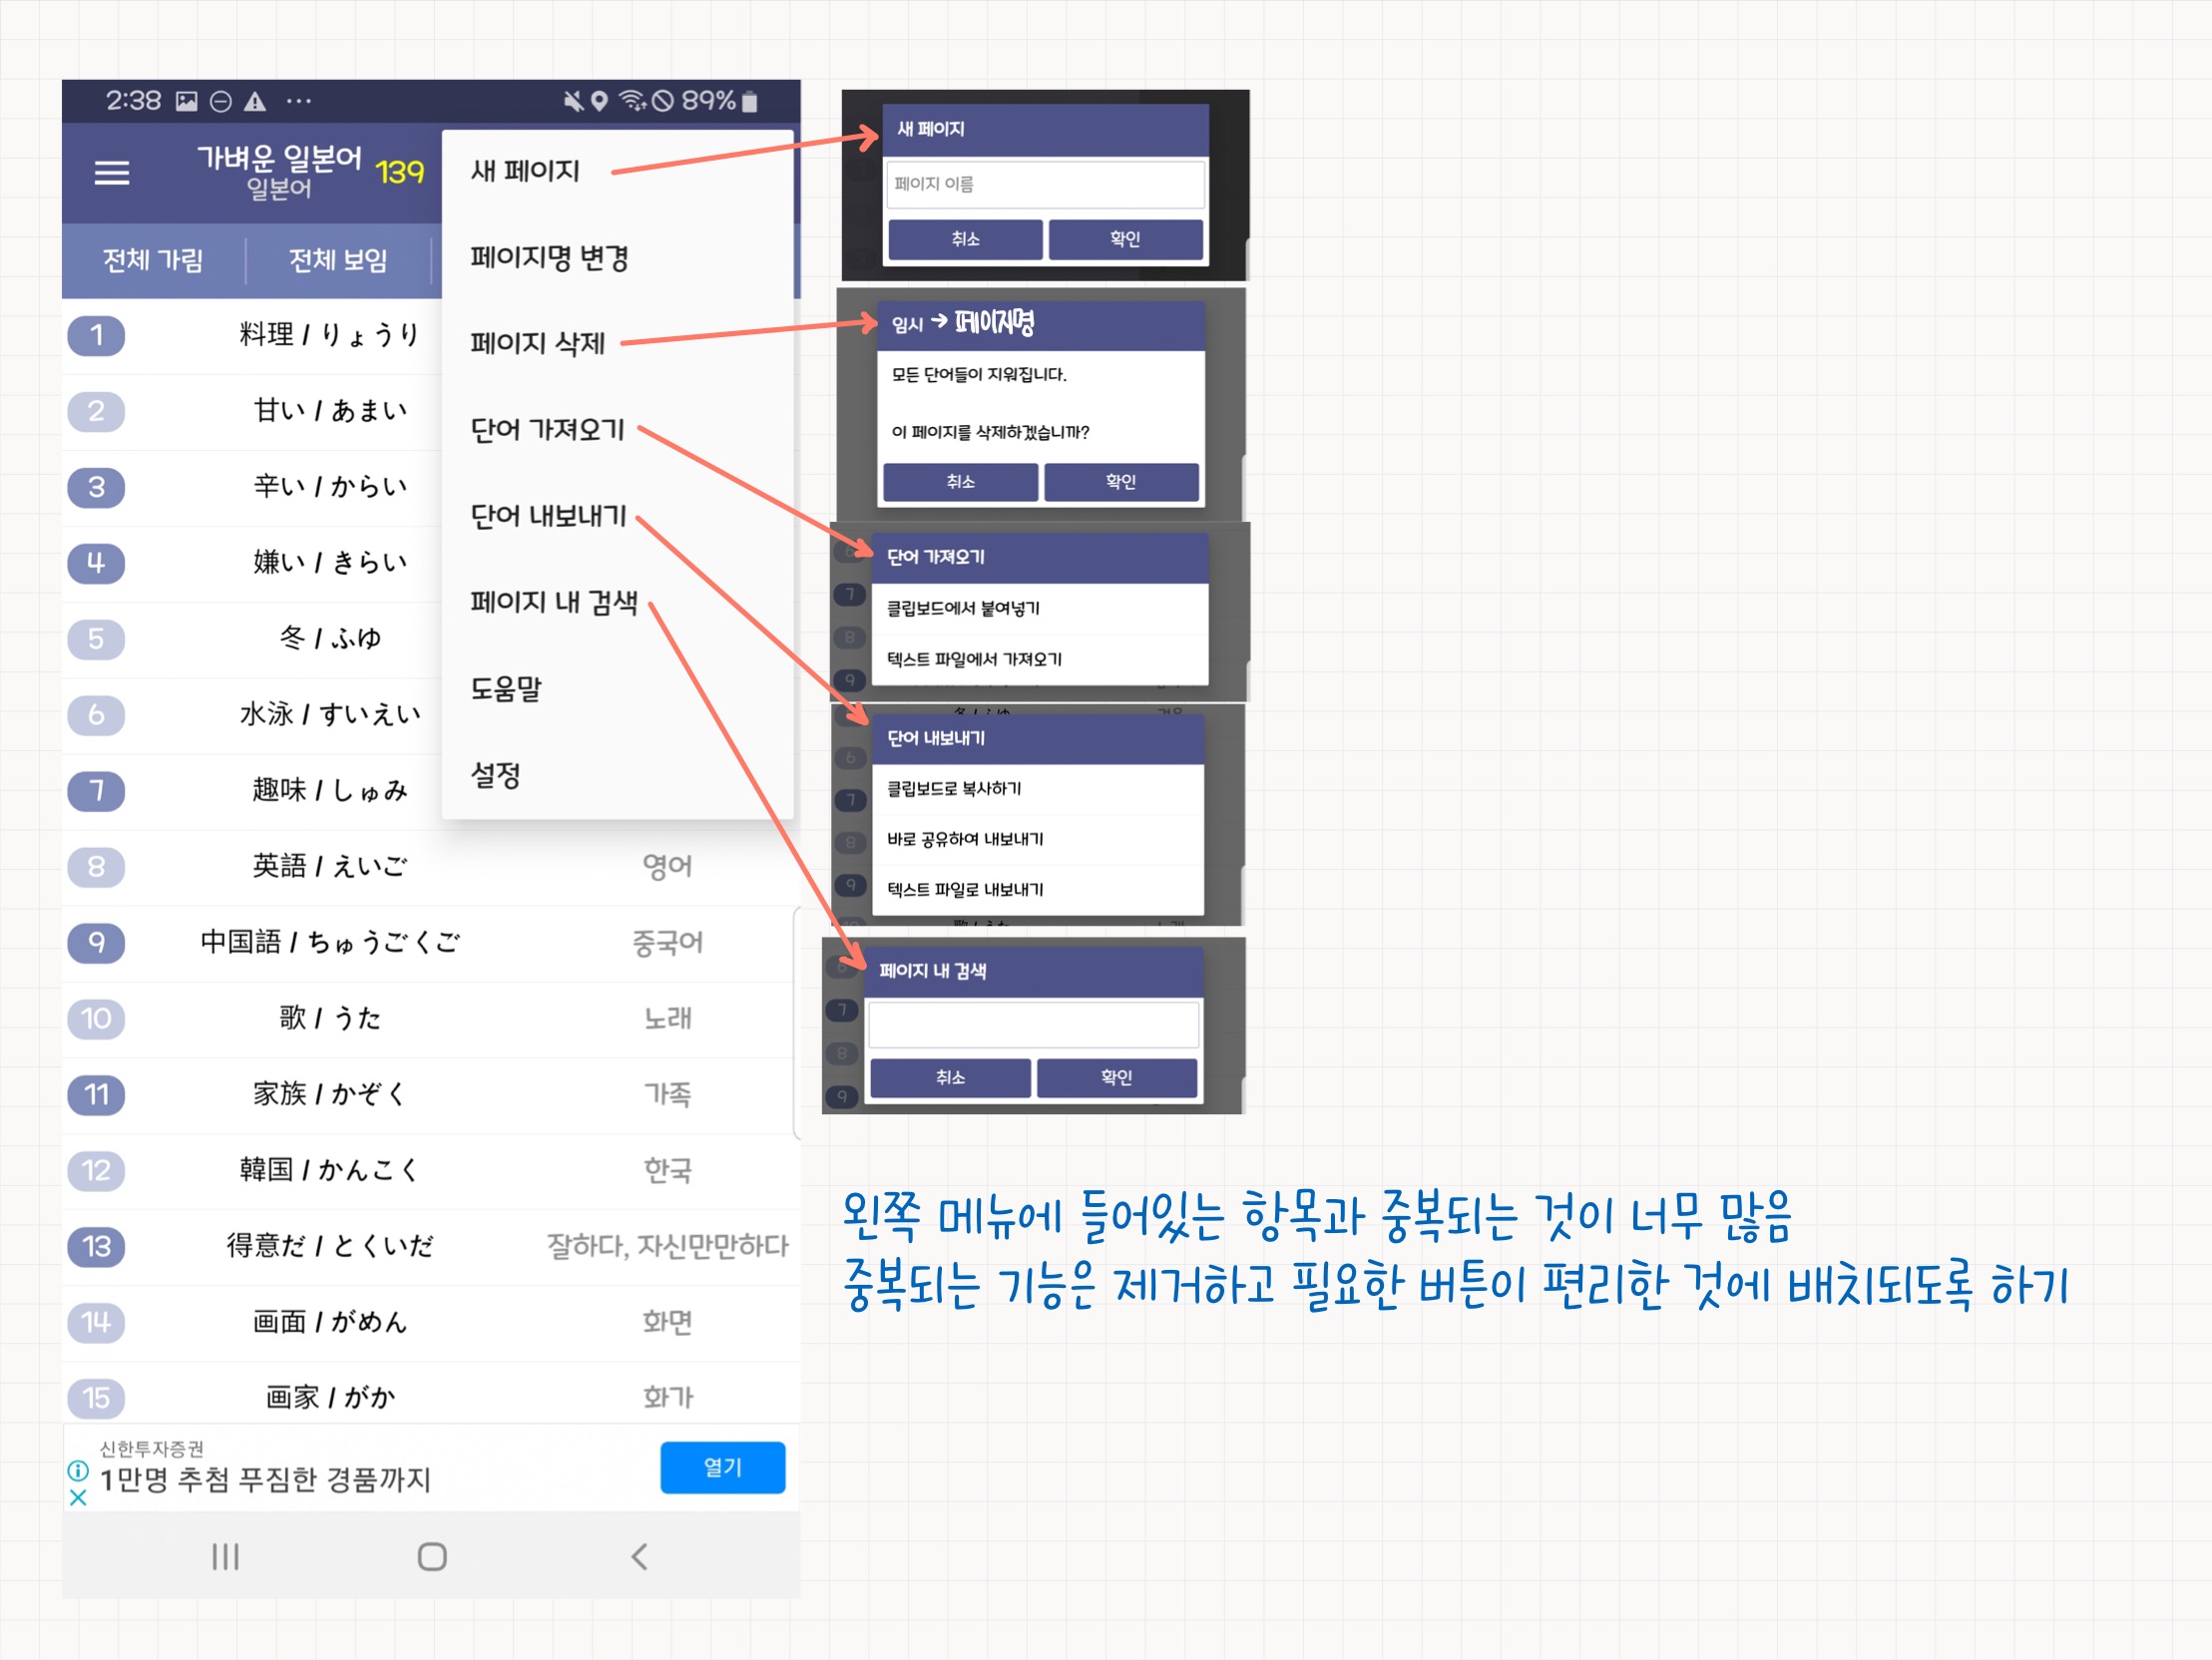 2:38 89%
가벼운 일본어 139
일본어
전체 가림 전체 보임
새 페이지
페이지명 변경
페이지 삭제
단어 가져오기
단어 내보내기
페이지 내 검색
도움말
설정
1 料理 / りょうり
2 甘い / あまい
3 辛い / からい
4 嫌い / きらい
5 冬 / ふゆ
6 水泳 / すいえい
7 趣味 / しゅみ
8 英語 / えいご 영어
9 中国語 / ちゅうごくご 중국어
10 歌 / うた 노래
11 家族 / かぞく 가족
12 韓国 / かんこく 한국
13 得意だ / とくいだ 잘하다, 자신만만하다
14 画面 / がめん 화면
15 画家 / がか 화가
신한투자증권
1만명 추첨 푸짐한 경품까지
열기
새 페이지
페이지 이름
취소 확인
임시 → 페이지명
모든 단어들이 지워집니다.
이 페이지를 삭제하겠습니까?
취소 확인
단어 가져오기
클립보드에서 붙여넣기
텍스트 파일에서 가져오기
7
8
9
단어 내보내기
클립보드로 복사하기
바로 공유하여 내보내기
텍스트 파일로 내보내기
6
7
8
9
페이지 내 검색
취소 확인
7
8
9
왼쪽 메뉴에 들어있는 항목과 중복되는 것이 너무 많음
중복되는 기능은 제거하고 필요한 버튼이 편리한 것에 배치되도록 하기